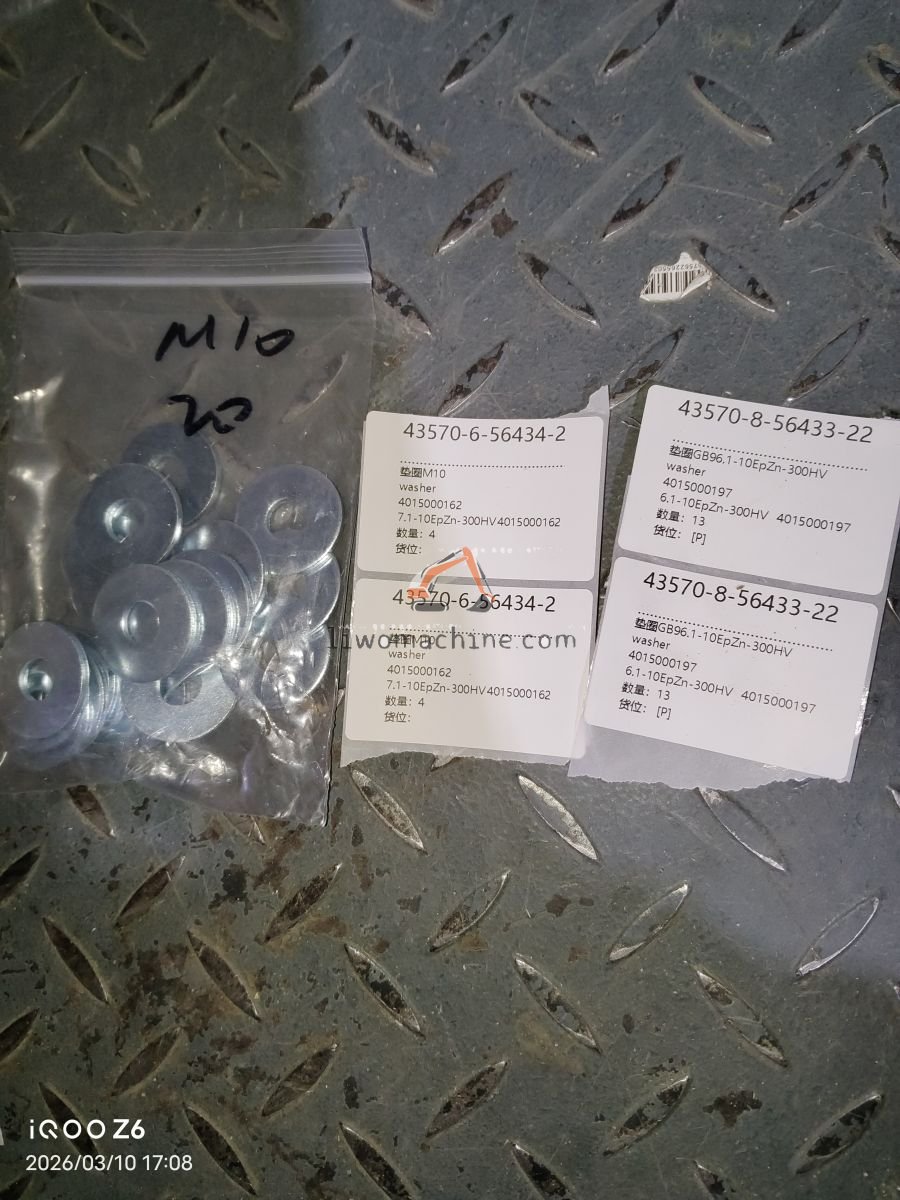 M10
20
43570-6-56434-2
垫圈M10
washer
4015000162
7.1-10EpZn-300HV4015000162
数量：4
货位：
43570-6-56434-2
垫圈M10
washer
4015000162
7.1-10EpZn-300HV4015000162
数量：4
货位：
43570-8-56433-22
垫圈GB96.1-10EpZn-300HV
washer
4015000197
6.1-10EpZn-300HV 4015000197
数量：13
货位：[P]
43570-8-56433-22
垫圈GB96.1-10EpZn-300HV
washer
4015000197
6.1-10EpZn-300HV 4015000197
数量：13
货位：[P]
liwomachine.com
iQOO Z6
2026/03/10 17:08